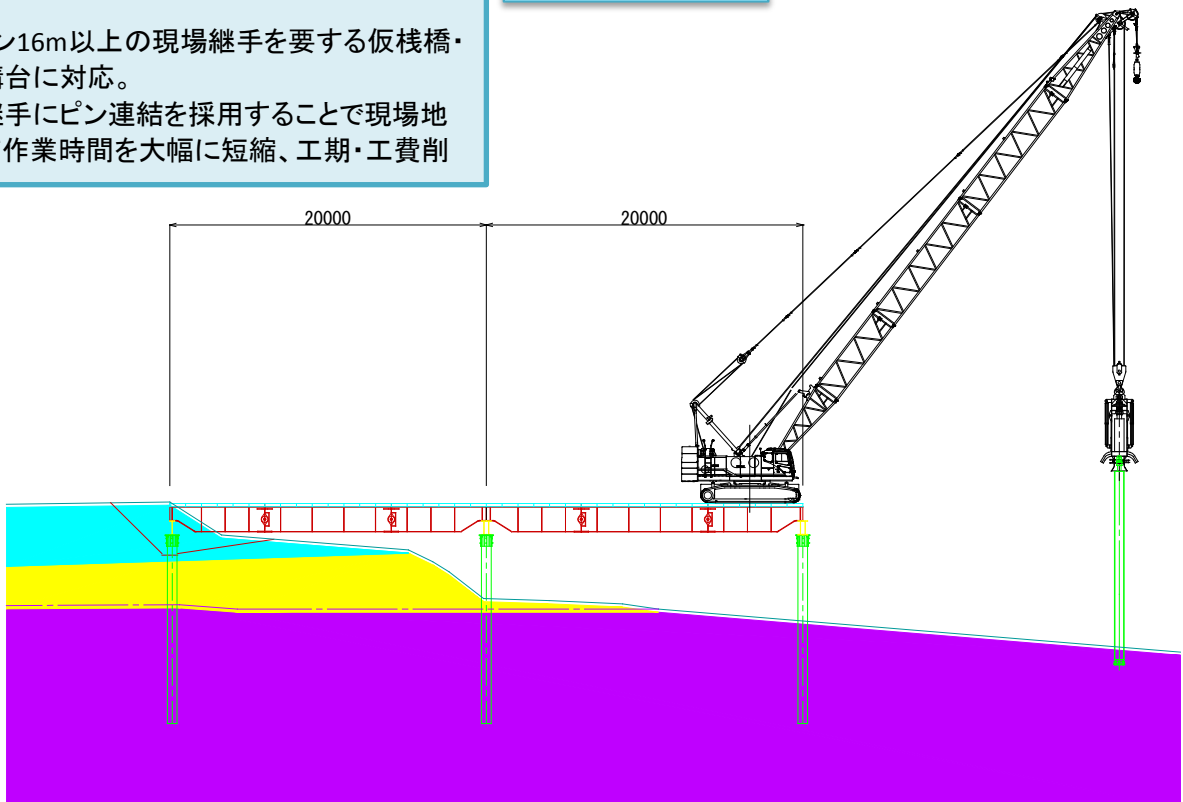 ン16m以上の現場継手を要する仮桟橋・
構台に対応。
継手にピン連結を採用することで現場地
作業時間を大幅に短縮、工期・工費削
20000
20000